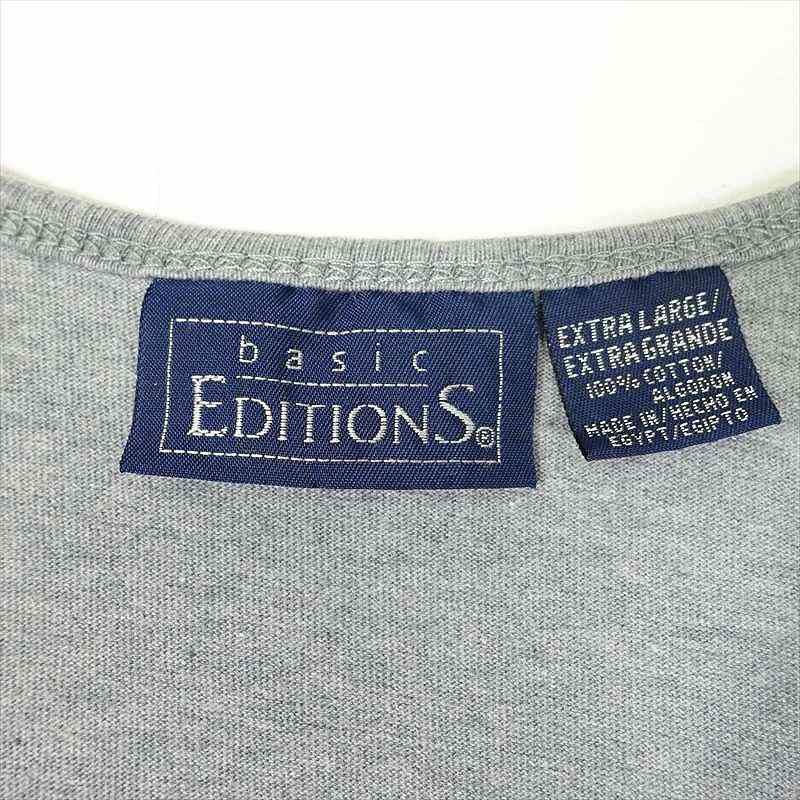 basic
EDITIONS®
EXTRA LARGE/
EXTRA GRANDE
100% COTTON/
ALGODON
MADE IN/HECHO EN
EGYPT/EGIPTO